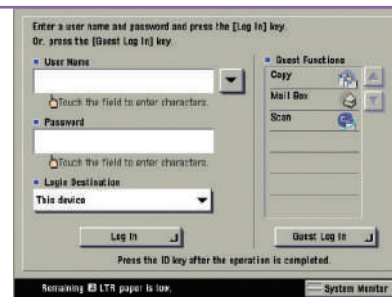 Enter a user name and password and press the [Log In] key.
Or, press the [Guest Log In] key.
User Name
Touch the field to enter characters.
Password
Touch the field to enter characters.
Login Destination
This device
Log In
Guest Functions
Copy
Mail Box
Scan
Guest Log In
Press the ID key after the operation is completed.
Remaining 2 LTR paper is low.
System Monitor